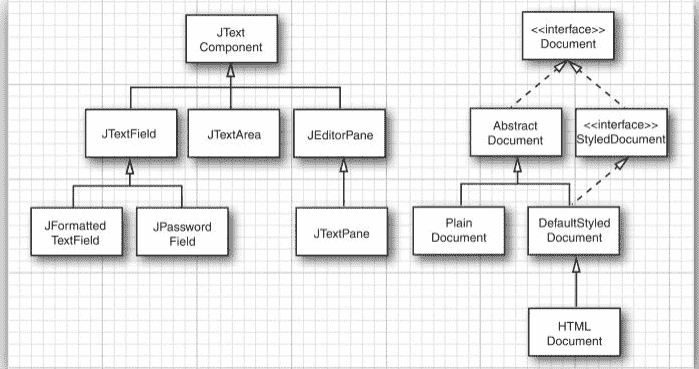 JText
Component
<<interface>>
Document
JTextField
JTextArea
JEditorPane
Abstract
Document
<<interface>>
StyledDocument
JFormatted
TextField
JPassword
Field
JTextPane
Plain
Document
DefaultStyled
Document
HTML
Document